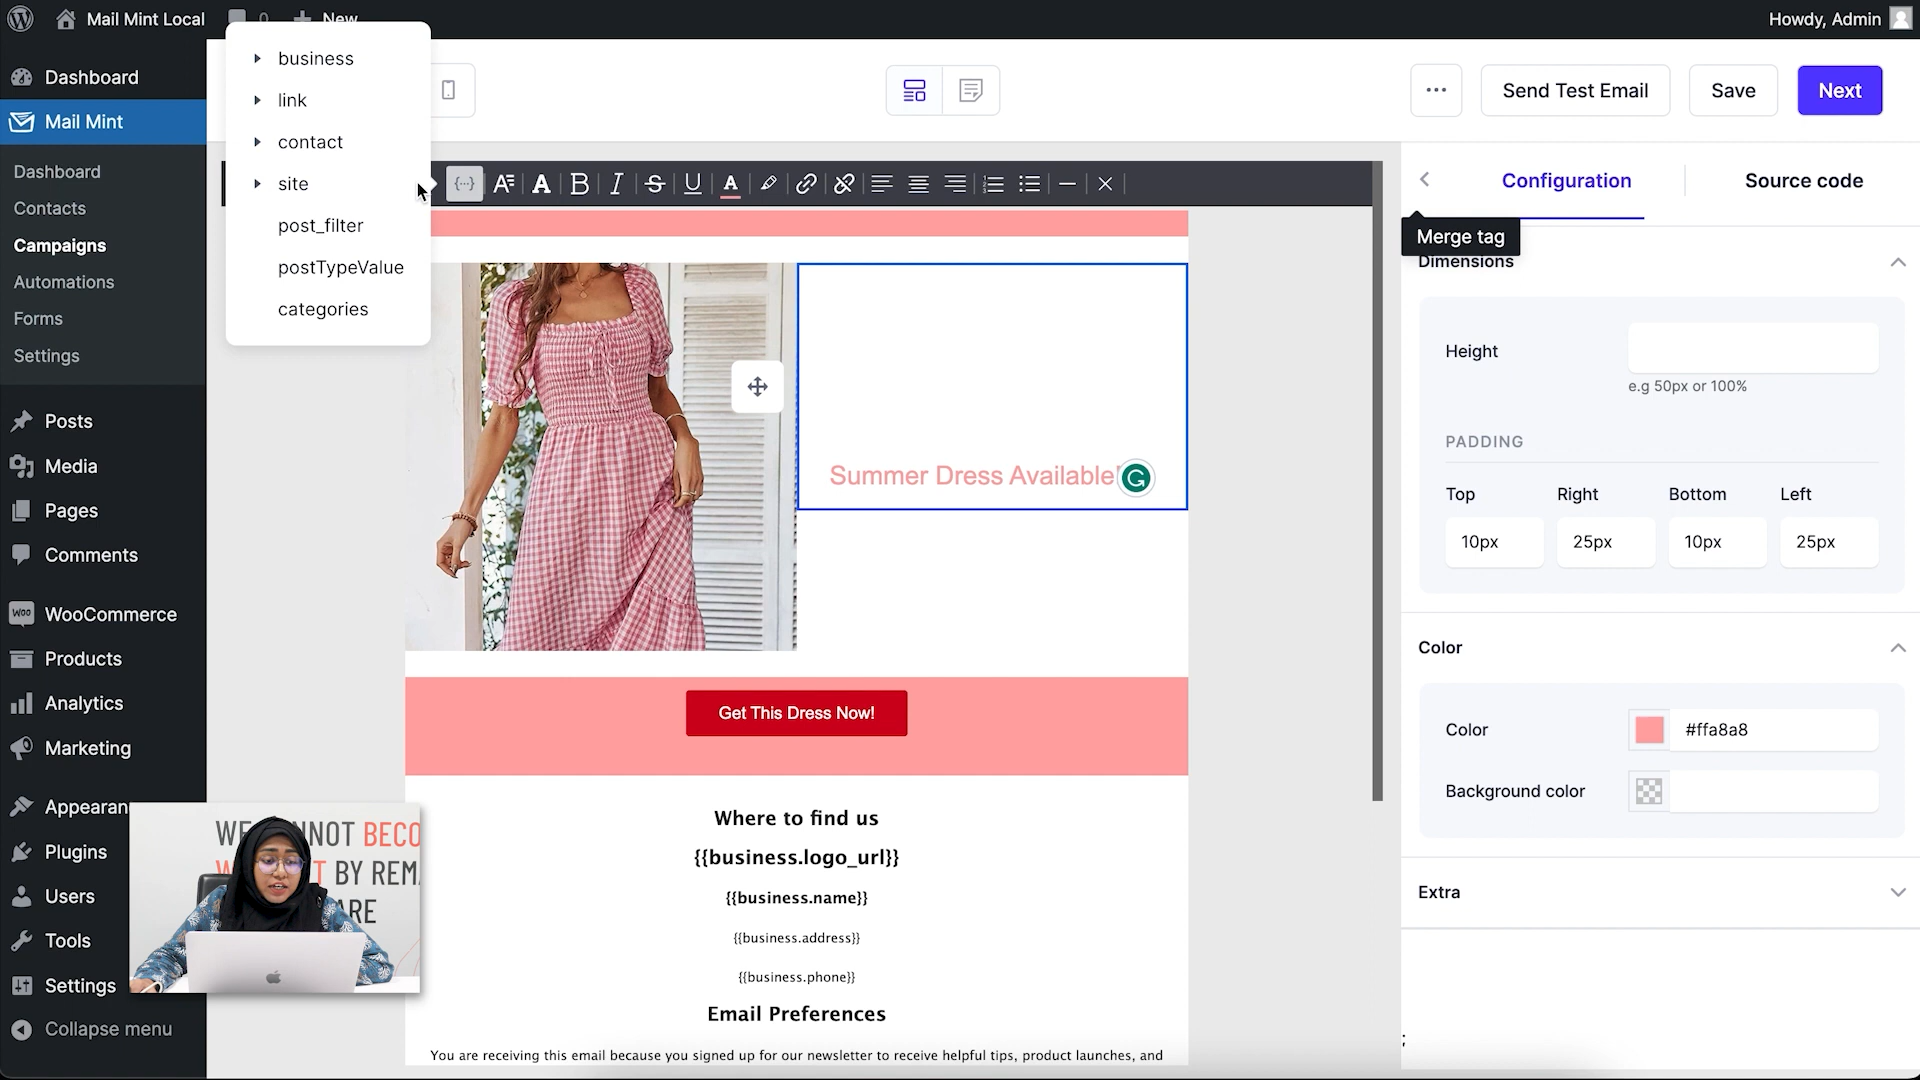 Mail Mint Local
0
New
Howdy, Admin
Dashboard
Mail Mint
Dashboard
Contacts
Campaigns
Automations
Forms
Settings
Posts
Media
Pages
Comments
Woo
WooCommerce
Products
Analytics
Marketing
Plugins
Users
Tools
Settings
Collapse menu
business
link
contact
site
post_filter
postTypeValue
categories
Send Test Email
Save
Next
Configuration
Source code
Merge tag
Dimensions
Height
e.g 50px or 100%
PADDING
Top
Right
Bottom
Left
10px
25px
10px
25px
Color
Color
#ffa8a8
Background color
Extra
;
Summer Dress Available!
Get This Dress Now!
Where to find us
{{business.logo_url}}
{{business.name}}
{{business.address}}
{{business.phone}}
Email Preferences
You are receiving this email because you signed up for our newsletter to receive helpful tips, product launches, and
BY